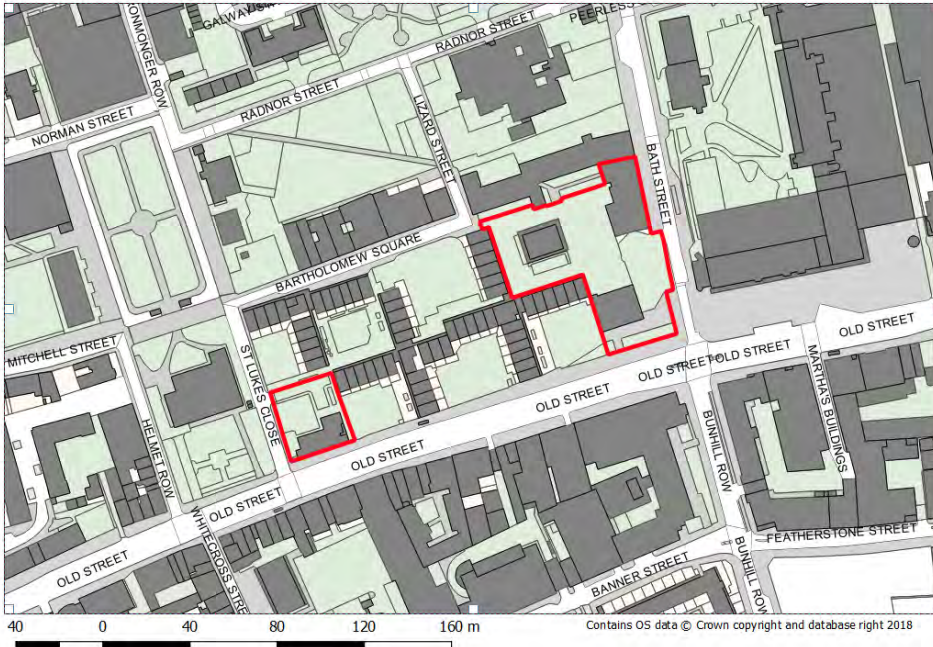 GALWAY
PEERLESS
RADNOR STREET
IRONMONGER ROW
RADNOR STREET
LIZARD STREET
NORMAN STREET
BATH STREET
BARTHOLOMEW SQUARE
MITCHELL STREET
ST LUKES CLOSE
OLD STREET
OLD STREET
OLD STREET
MARTHA'S BUILDINGS
OLD STREET
HELMET ROW
OLD STREET
BUNHILL ROW
OLD STREET
WHITECROSS STRE
FEATHERSTONE STREET
OLD STREET
BANNER STREET
BUNHILL ROW
40 0 40 80 120 160 m
Contains OS data © Crown copyright and database right 2018